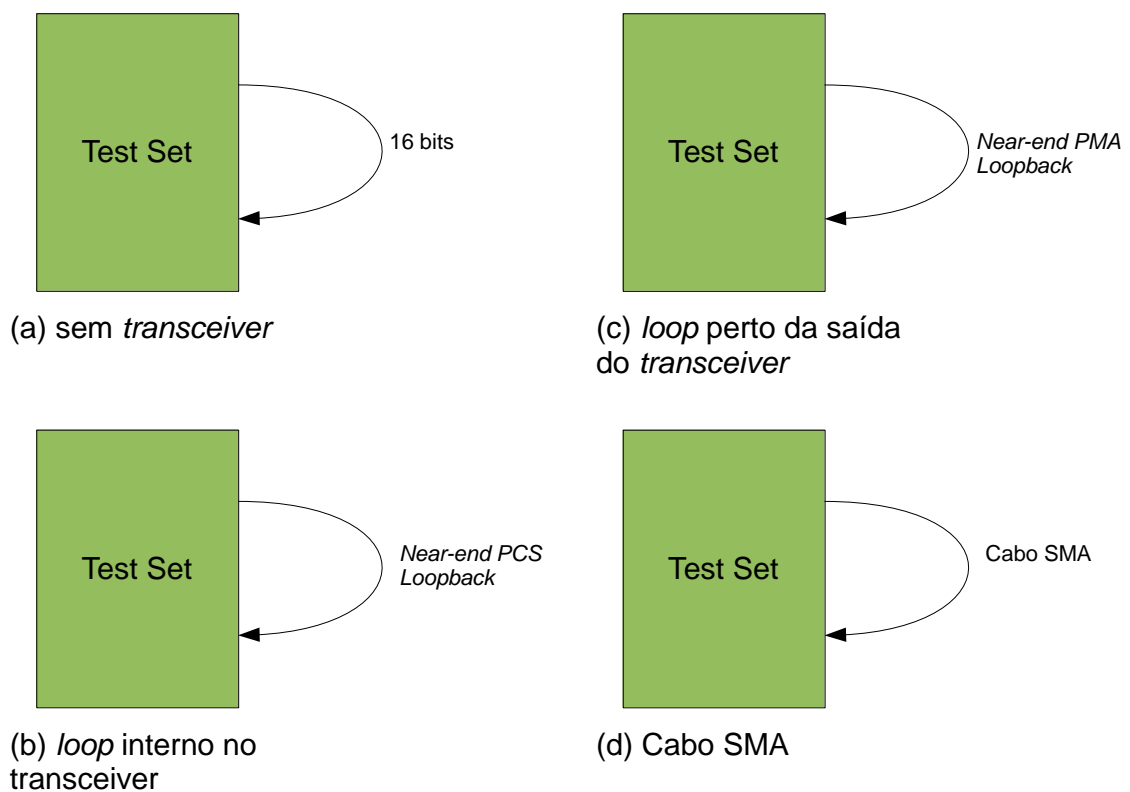 Test Set
16 bits
(a) sem transceiver
Test Set
Near-end PMA
Loopback
(c) loop perto da saída
do transceiver
Test Set
Near-end PCS
Loopback
(b) loop interno no
transceiver
Test Set
Cabo SMA
(d) Cabo SMA